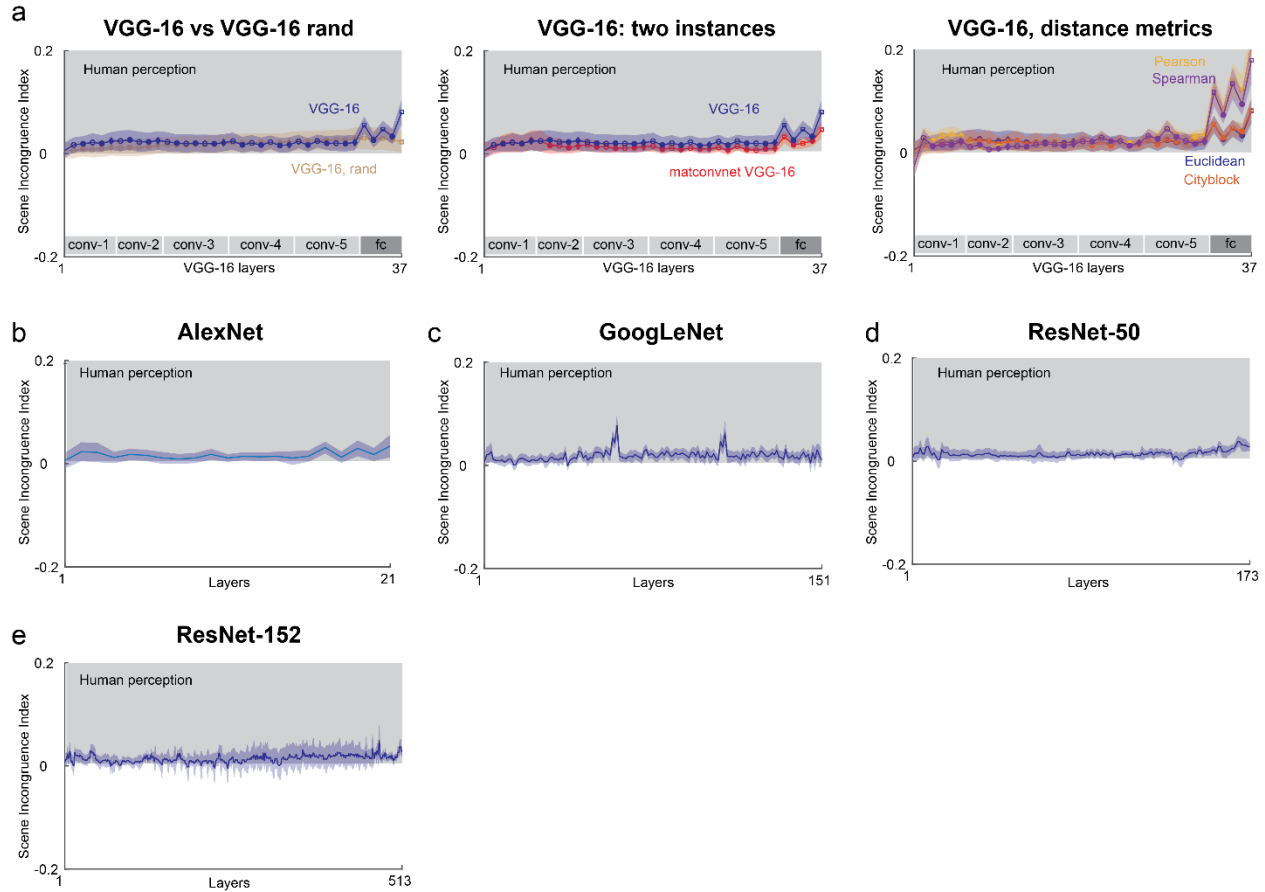 a
VGG-16 vs VGG-16 rand
Scene Incongruence Index
0.2
0
-0.2
Human perception
VGG-16
VGG-16, rand
conv-1 conv-2 conv-3 conv-4 conv-5 fc
1 VGG-16 layers 37
VGG-16: two instances
Scene Incongruence Index
0.2
0
-0.2
Human perception
VGG-16
matconvnet VGG-16
conv-1 conv-2 conv-3 conv-4 conv-5 fc
1 VGG-16 layers 37
VGG-16, distance metrics
Scene Incongruence Index
0.2
0
-0.2
Human perception
Pearson
Spearman
Euclidean
Cityblock
conv-1 conv-2 conv-3 conv-4 conv-5 fc
1 VGG-16 layers 37
b
AlexNet
Scene Incongruence Index
0.2
0
-0.2
Human perception
1 Layers 21
c
GoogLeNet
Scene Incongruence Index
0.2
0
-0.2
Human perception
1 Layers 151
d
ResNet-50
Scene Incongruence Index
0.2
0
-0.2
Human perception
1 Layers 173
e
ResNet-152
Scene Incongruence Index
0.2
0
-0.2
Human perception
1 Layers 513